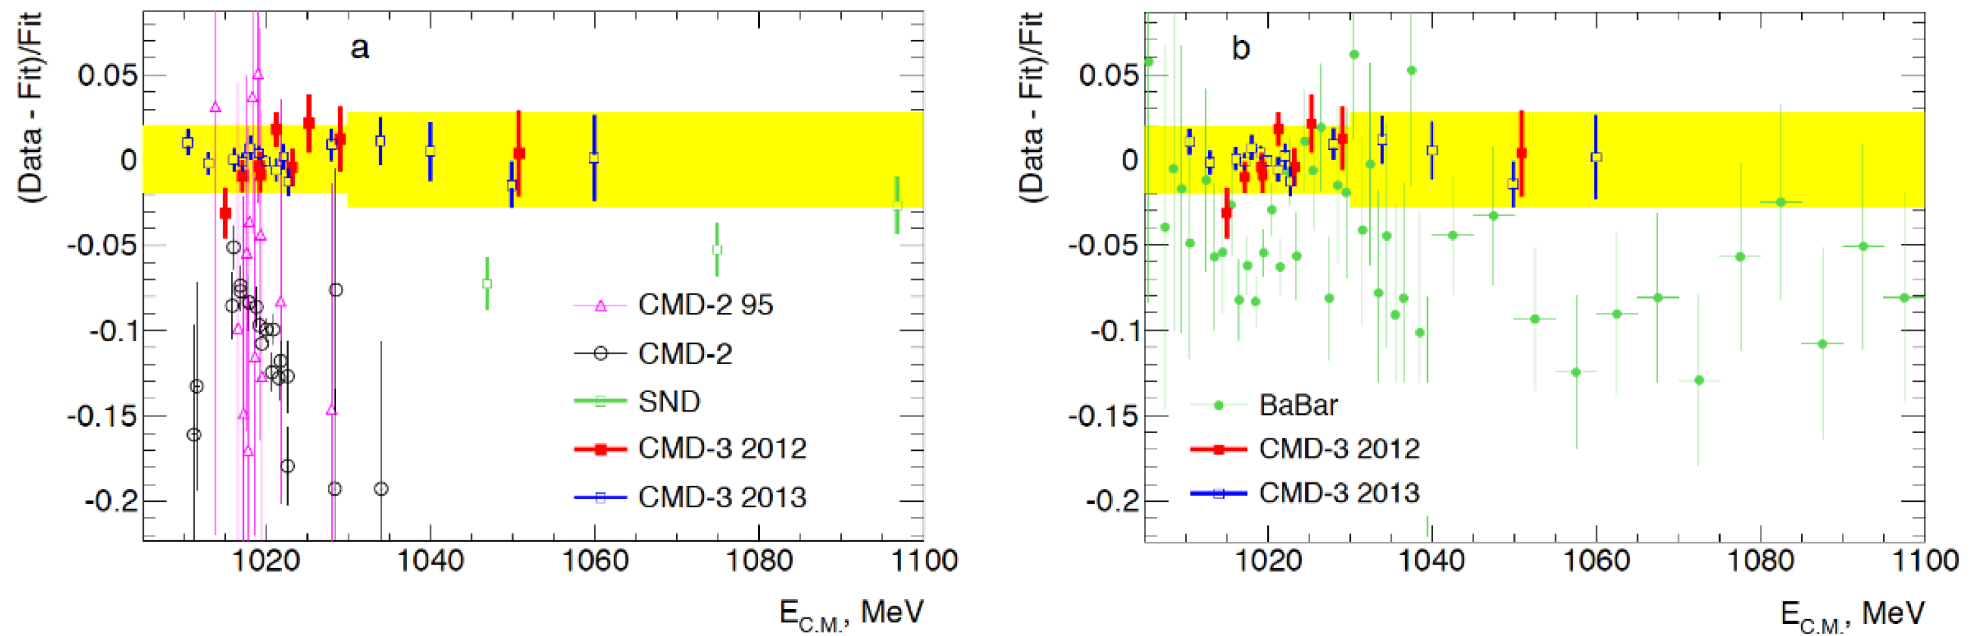 (Data - Fit)/Fit
a
0.05
0
-0.05
-0.1
-0.15
-0.2
CMD-2 95
CMD-2
SND
CMD-3 2012
CMD-3 2013
1020 1040 1060 1080 1100
E C.M., MeV
(Data - Fit)/Fit
b
0.05
0
-0.05
-0.1
-0.15
-0.2
BaBar
CMD-3 2012
CMD-3 2013
1020 1040 1060 1080 1100
E C.M., MeV